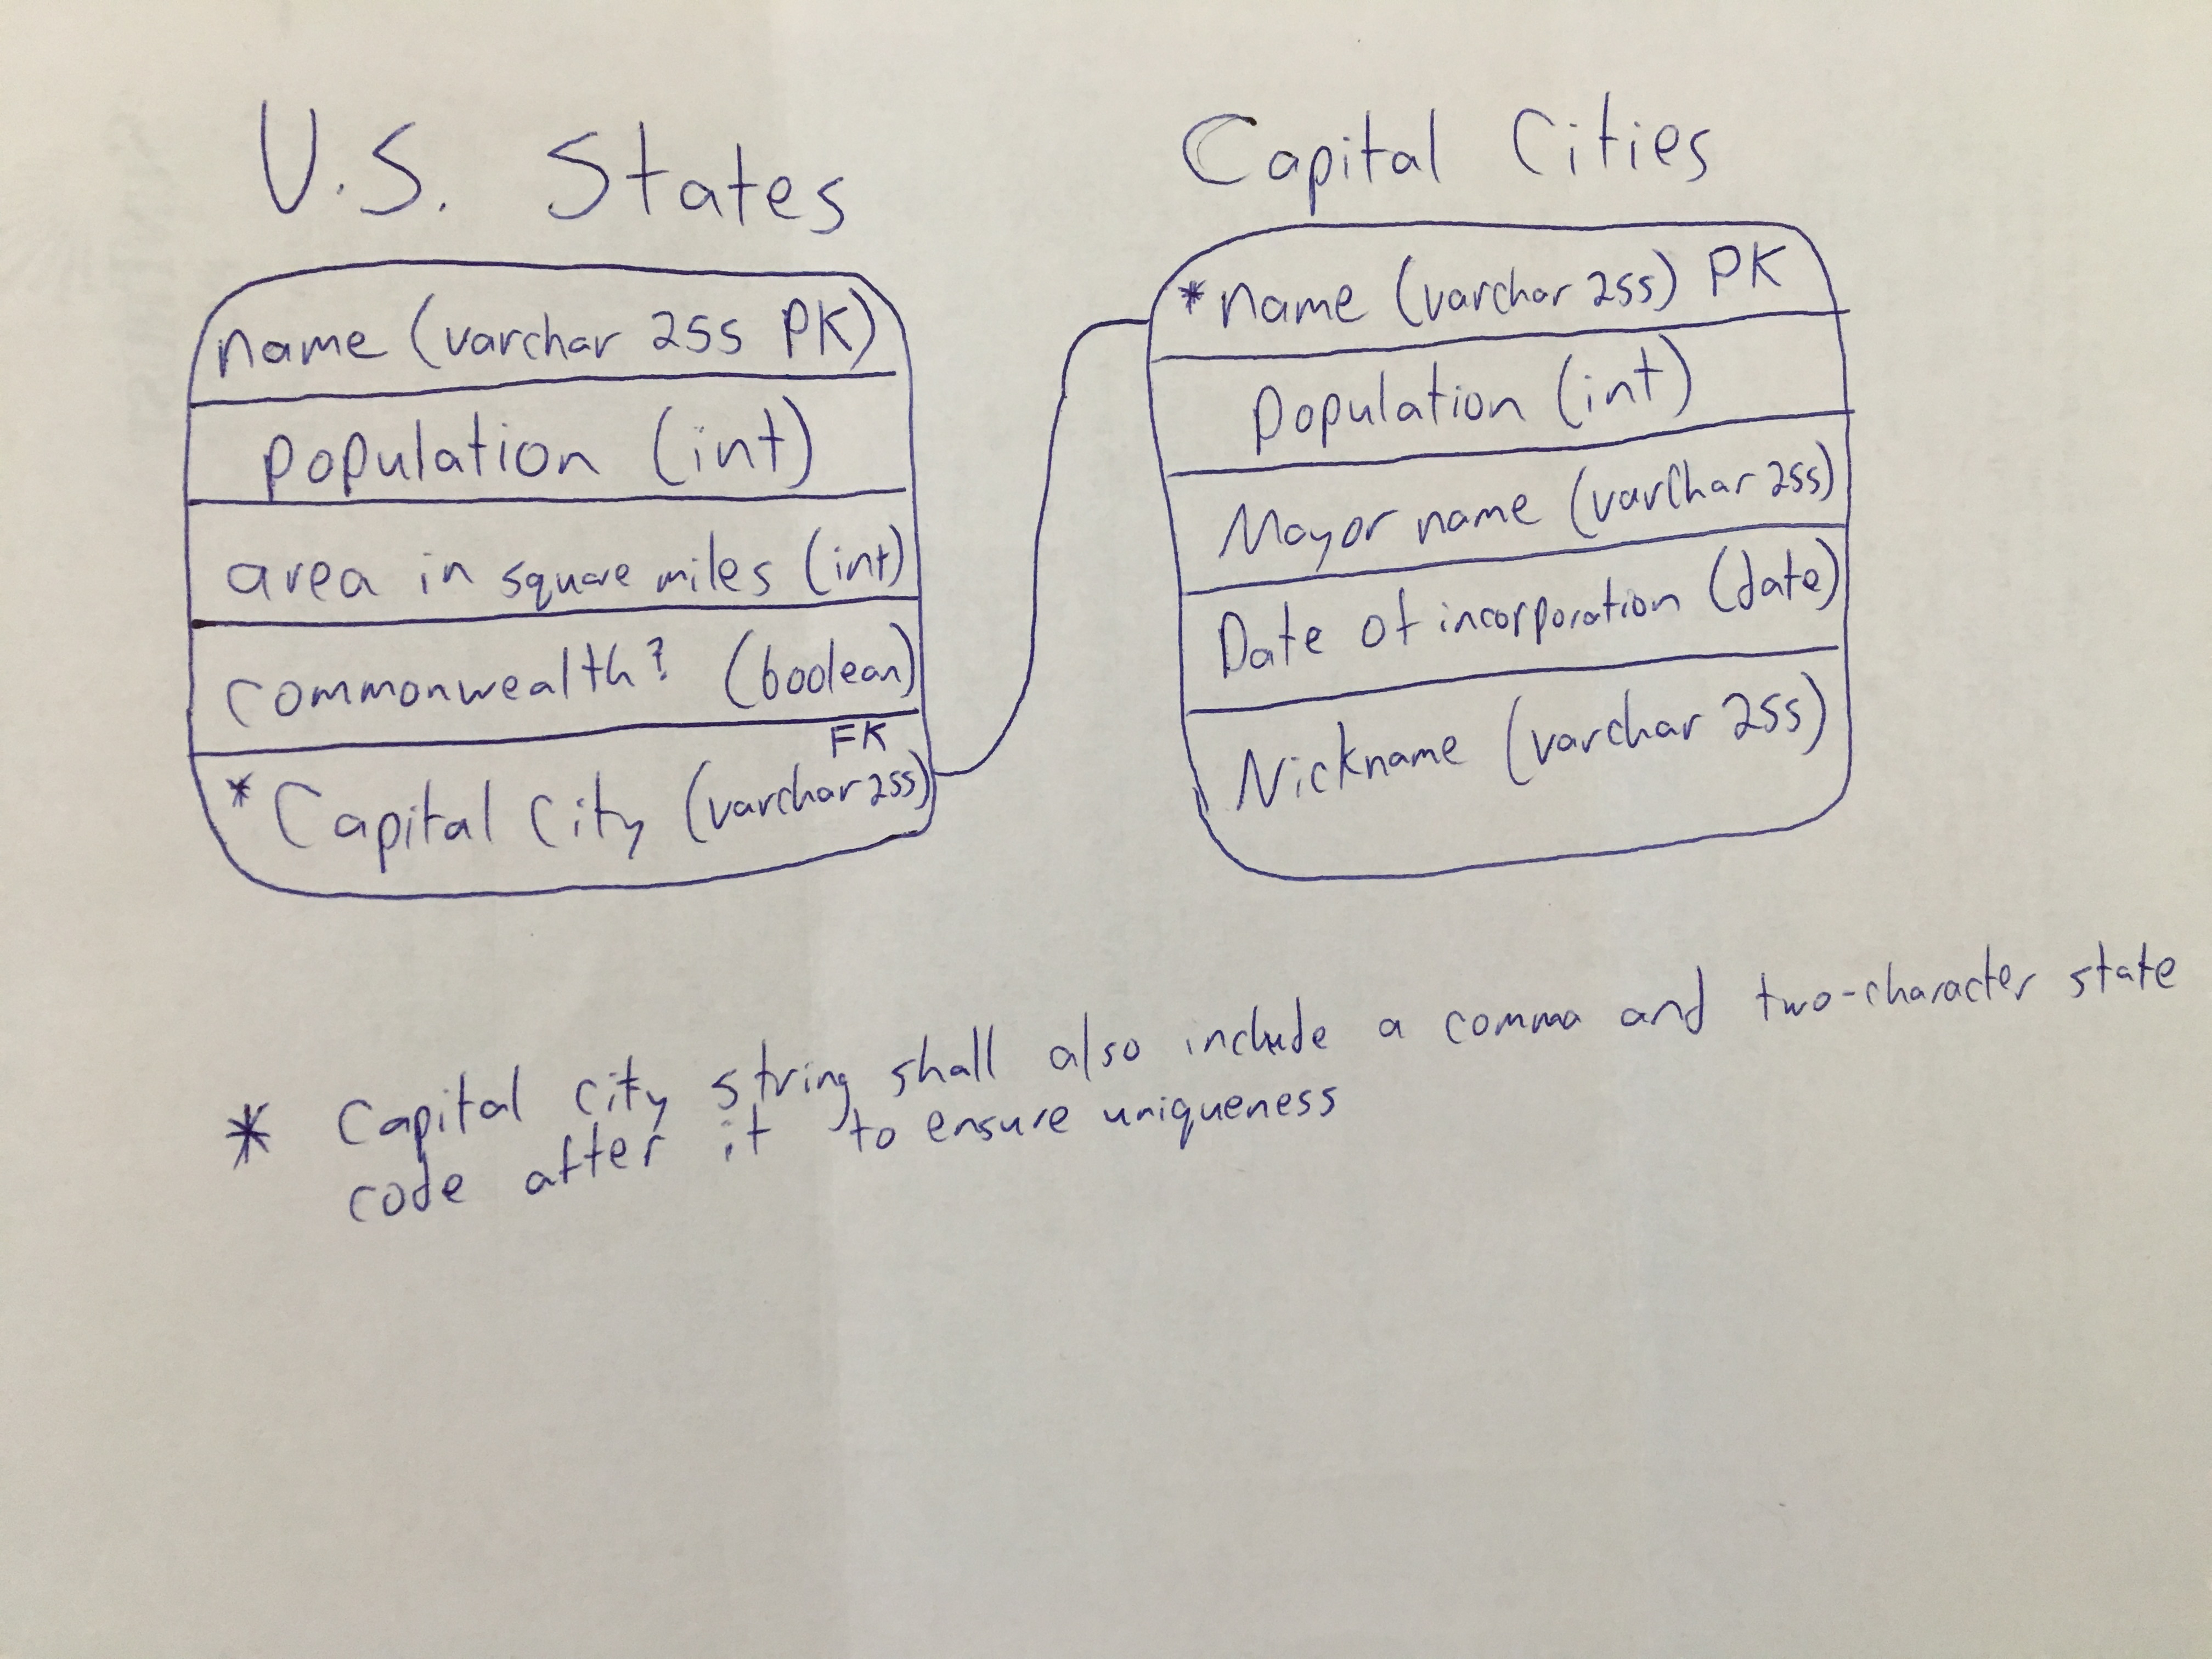 U.S. States
name (varchar 255 PK)
population (int)
area in square miles (int)
commonwealth? (boolean)
* Capital City (varchar 255) FK
Capital Cities
*name (varchar 255) PK
population (int)
Mayor name (varchar 255)
Date of incorporation (date)
Nickname (varchar 255)
* Capital city string shall also include a comma and two-character state
code after it to ensure uniqueness
SUNTRUST